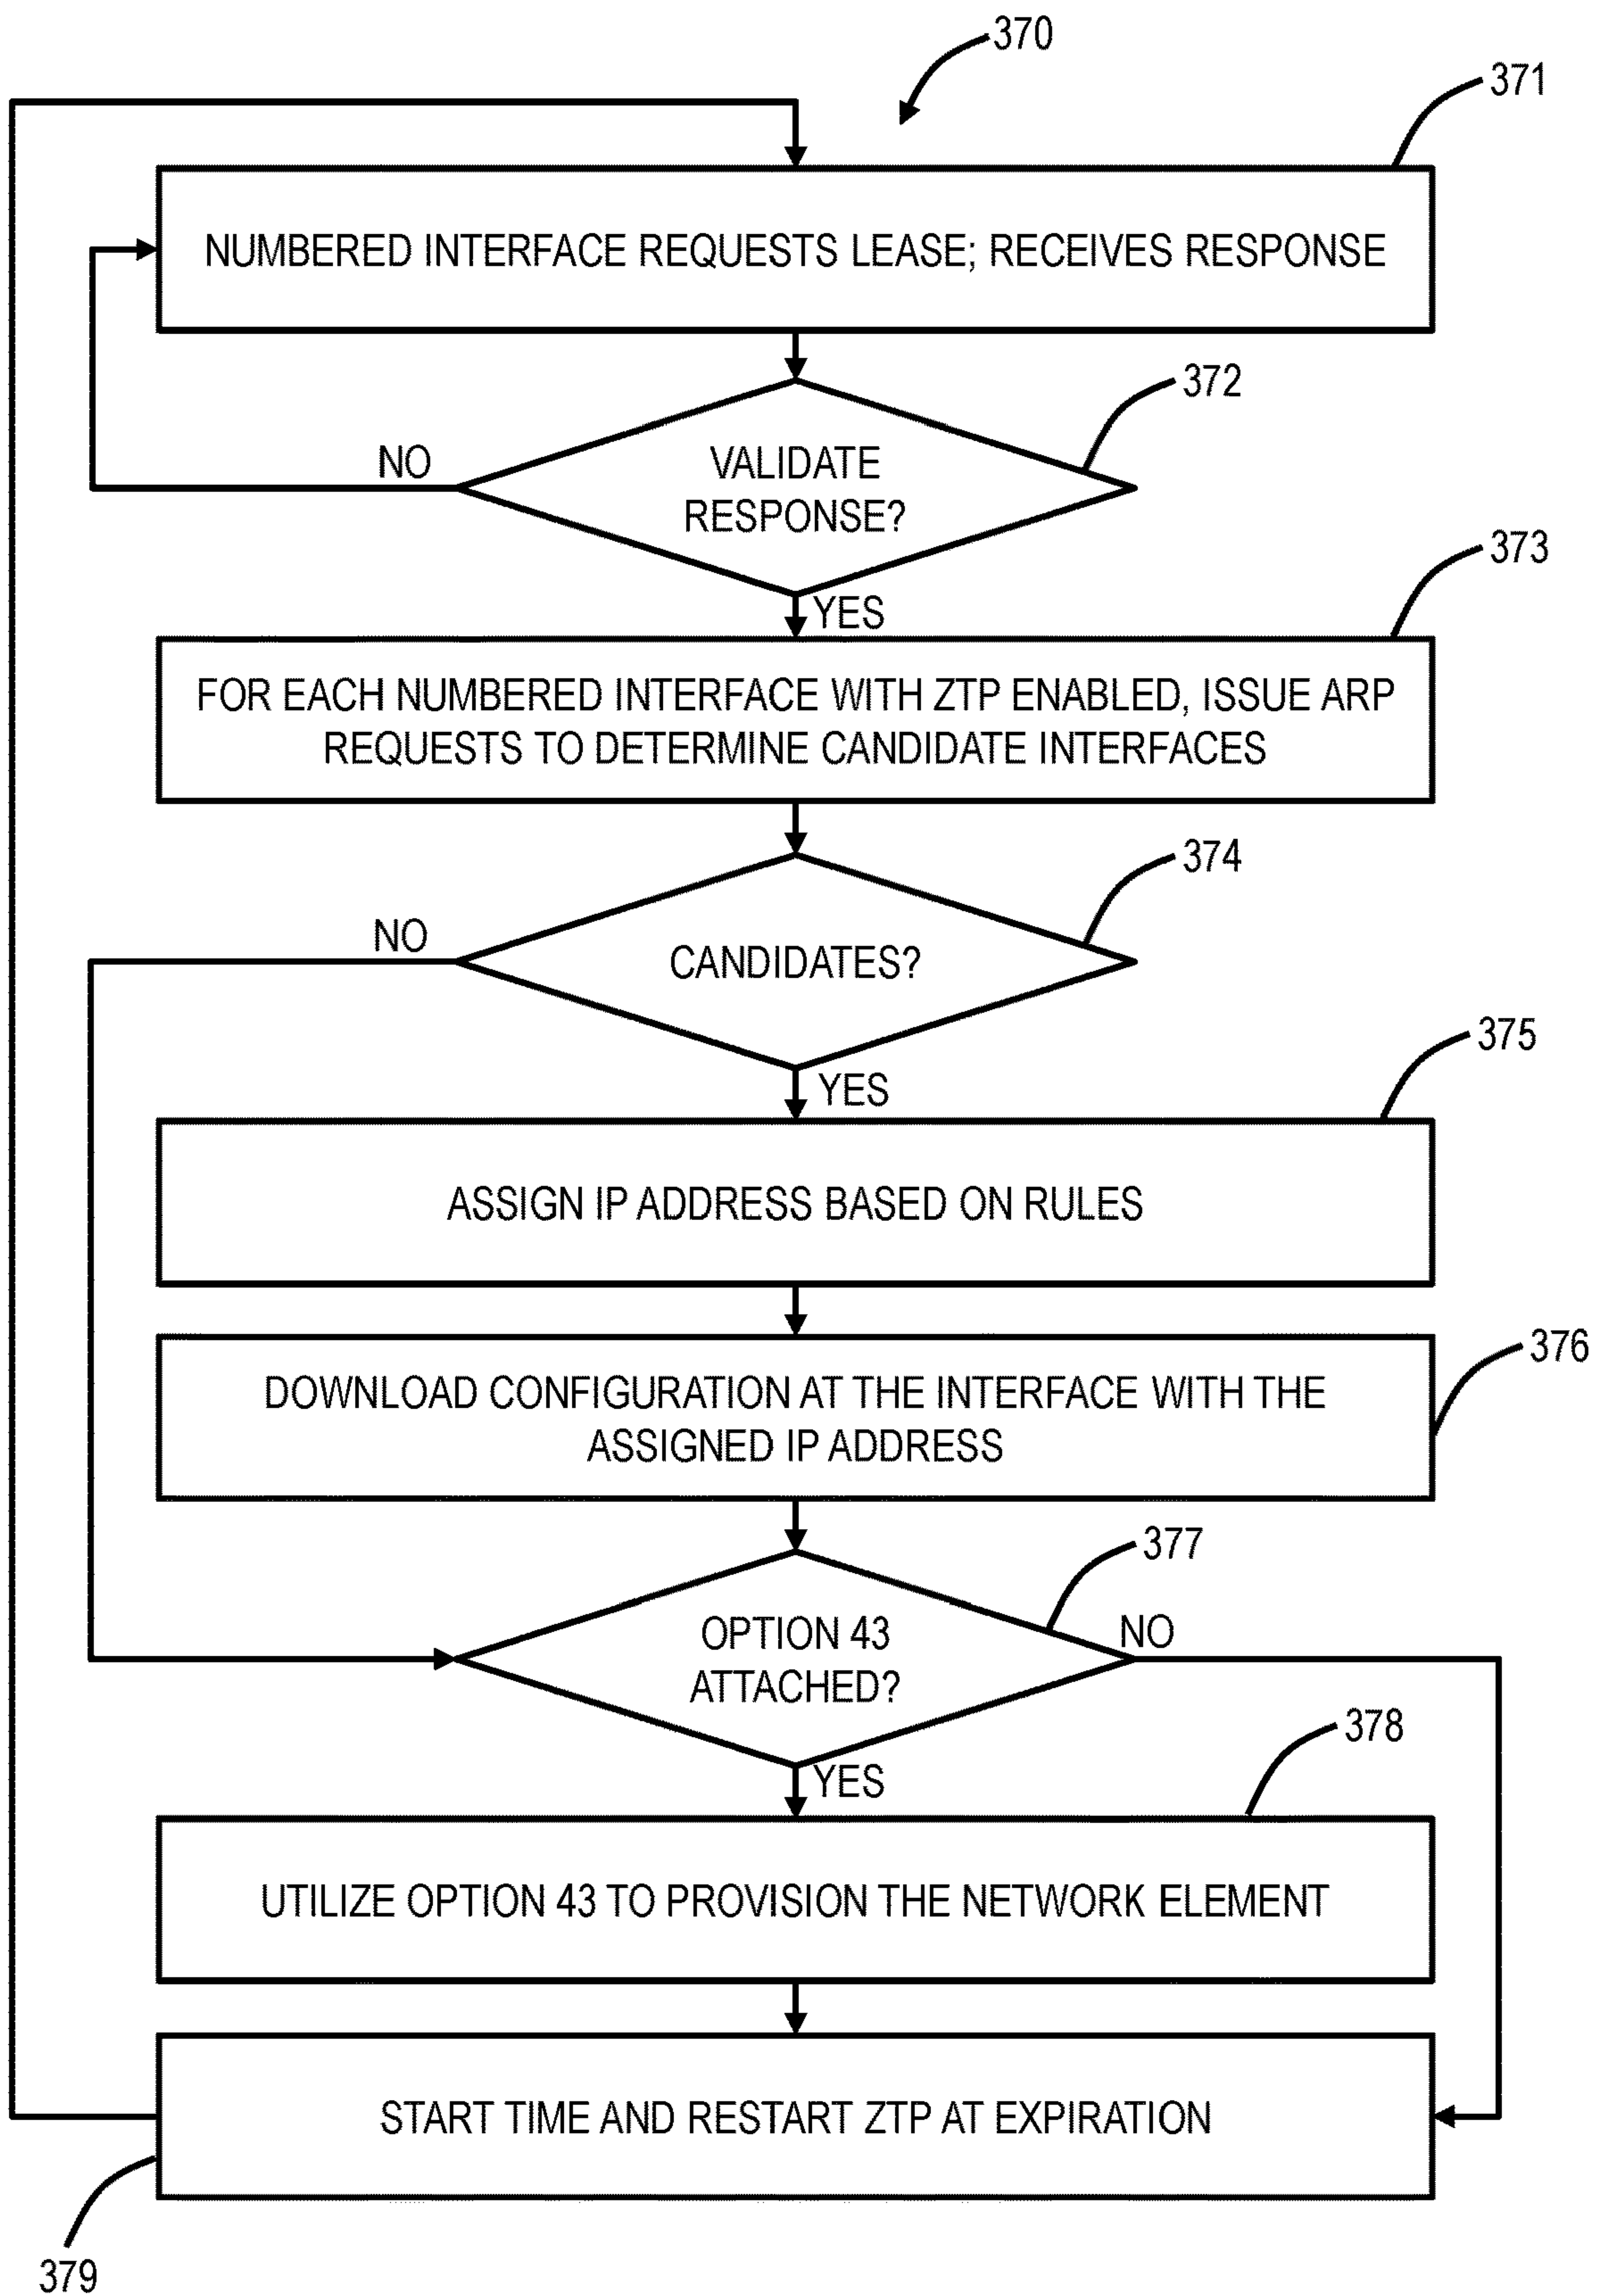 370
371
NUMBERED INTERFACE REQUESTS LEASE; RECEIVES RESPONSE
372
NO
VALIDATE
RESPONSE?
373
YES
FOR EACH NUMBERED INTERFACE WITH ZTP ENABLED, ISSUE ARP
REQUESTS TO DETERMINE CANDIDATE INTERFACES
374
NO
CANDIDATES?
375
YES
ASSIGN IP ADDRESS BASED ON RULES
376
DOWNLOAD CONFIGURATION AT THE INTERFACE WITH THE
ASSIGNED IP ADDRESS
377
OPTION 43
ATTACHED?
NO
378
YES
UTILIZE OPTION 43 TO PROVISION THE NETWORK ELEMENT
START TIME AND RESTART ZTP AT EXPIRATION
379